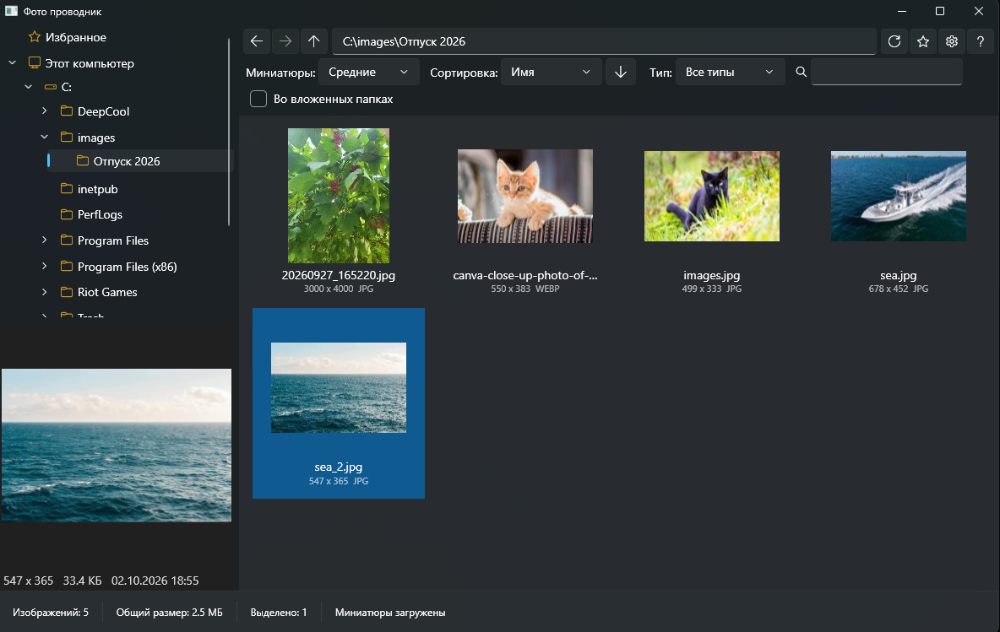 Фото проводник
Избранное
Этот компьютер
C:
DeepCool
images
Отпуск 2026
inetpub
PerfLogs
Program Files
Program Files (x86)
Riot Games
C:\images\Отпуск 2026
?
Миниатюры: Средние Сортировка: Имя Тип: Все типы
Во вложенных папках
20260927_165220.jpg
3000 x 4000 JPG
canva-close-up-photo-of-...
550 x 383 WEBP
images.jpg
499 x 333 JPG
sea.jpg
678 x 452 JPG
sea_2.jpg
547 x 365 JPG
547 x 365 33.4 КБ 02.10.2026 18:55
Изображений: 5 Общий размер: 2.5 МБ Выделено: 1 Миниатюры загружены